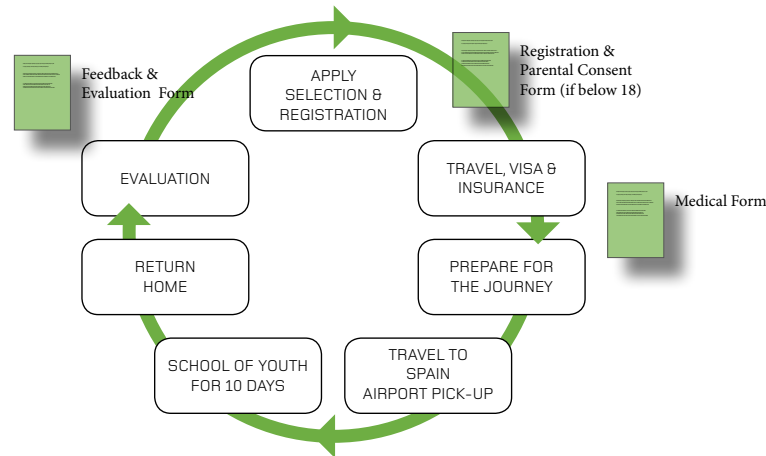 APPLY
SELECTION &
REGISTRATION
Registration &
Parental Consent
Form (if below 18)
TRAVEL, VISA &
INSURANCE
Medical Form
PREPARE FOR
THE JOURNEY
TRAVEL TO
SPAIN
AIRPORT PICK-UP
SCHOOL OF YOUTH
FOR 10 DAYS
RETURN
HOME
EVALUATION
Feedback &
Evaluation Form